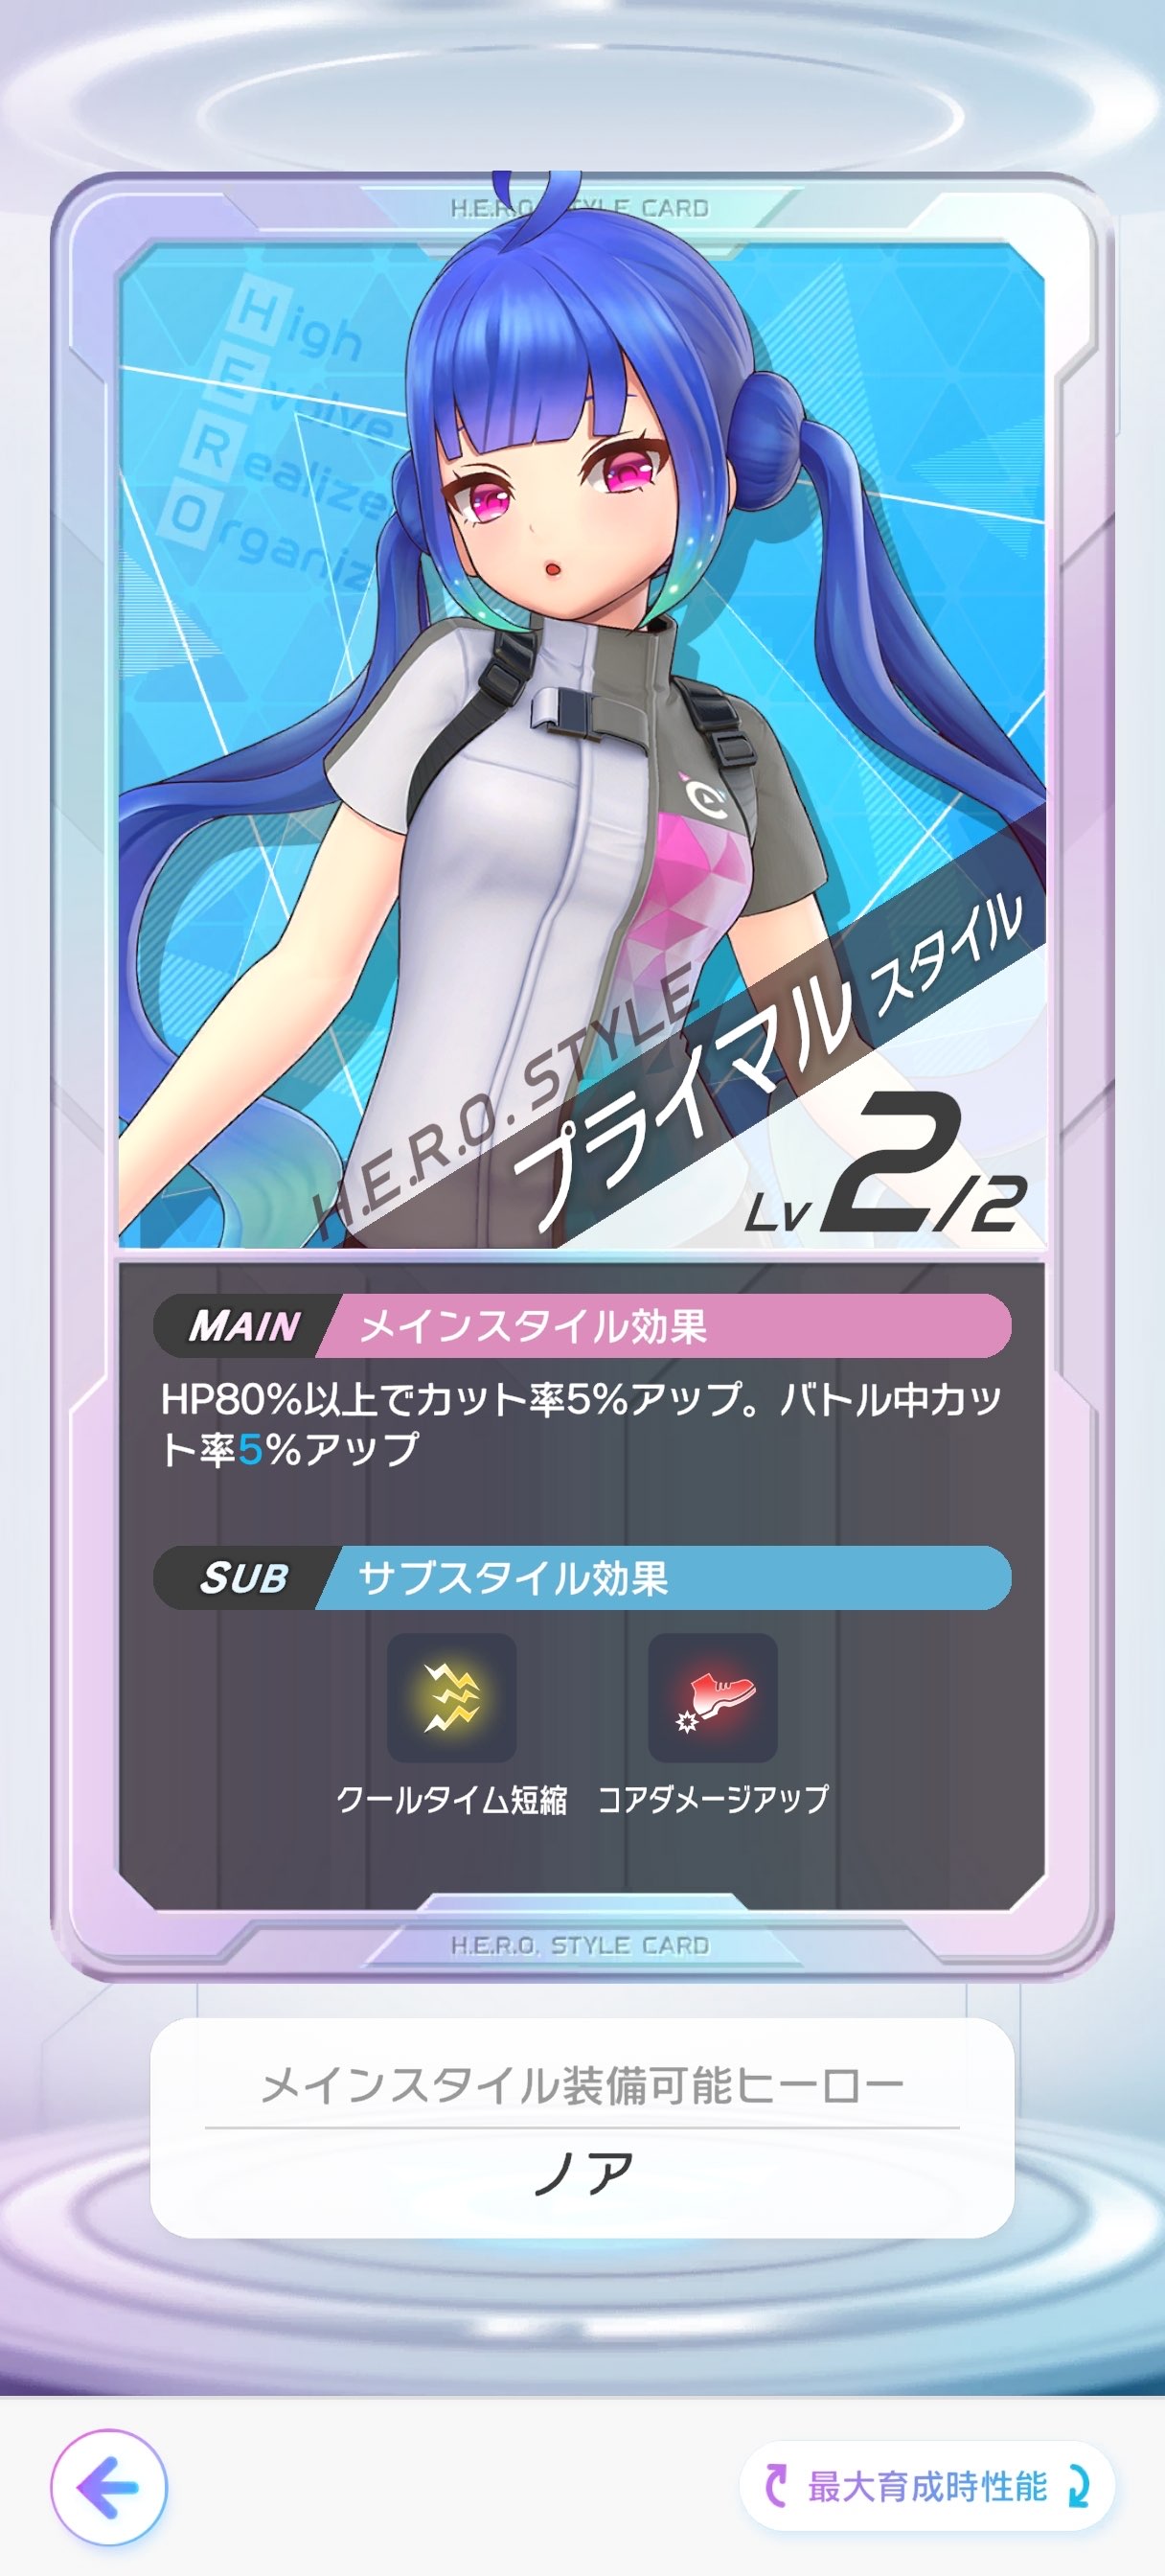 H.E.R.O. STYLE CARD
High
Evolve
Realize
Organiz
H.E.R.O. STYLE
プライマル スタイル
Lv 2/2
MAIN メインスタイル効果
HP80%以上でカット率5%アップ。バトル中カッ
ト率5%アップ
SUB サブスタイル効果
クールタイム短縮 コアダメージアップ
H.E.R.O. STYLE CARD
メインスタイル装備可能ヒーロー
ノア
最大育成時性能